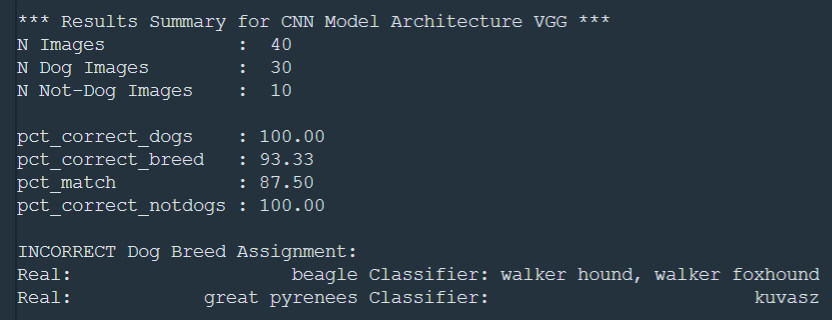 *** Results Summary for CNN Model Architecture VGG ***
N Images            :  40
N Dog Images        :  30
N Not-Dog Images    :  10
pct_correct_dogs    : 100.00
pct_correct_breed   : 93.33
pct_match           : 87.50
pct_correct_notdogs : 100.00
INCORRECT Dog Breed Assignment:
Real:                    beagle Classifier: walker hound, walker foxhound
Real:            great pyrenees Classifier:                        kuvasz